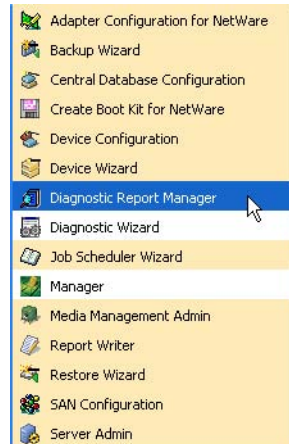 Adapter Configuration for NetWare
Backup Wizard
Central Database Configuration
Create Boot Kit for NetWare
Device Configuration
Device Wizard
Diagnostic Report Manager
Diagnostic Wizard
Job Scheduler Wizard
Manager
Media Management Admin
Report Writer
Restore Wizard
SAN Configuration
Server Admin